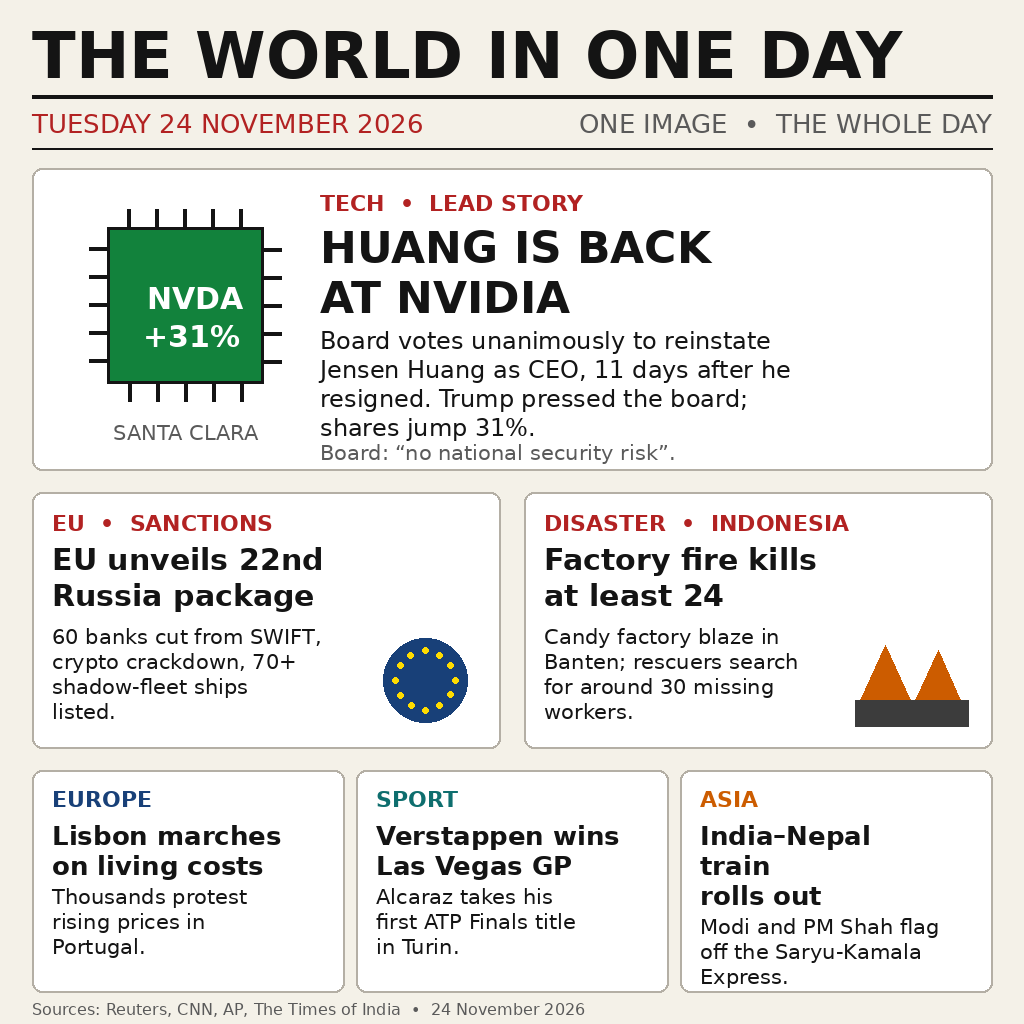 THE WORLD IN ONE DAY
TUESDAY 24 NOVEMBER 2026
ONE IMAGE • THE WHOLE DAY
NVDA
+31%
SANTA CLARA
TECH • LEAD STORY
HUANG IS BACK
AT NVIDIA
Board votes unanimously to reinstate
Jensen Huang as CEO, 11 days after he
resigned. Trump pressed the board;
shares jump 31%.
Board: “no national security risk”.
EU • SANCTIONS
EU unveils 22nd
Russia package
60 banks cut from SWIFT,
crypto crackdown, 70+
shadow-fleet ships
listed.
DISASTER • INDONESIA
Factory fire kills
at least 24
Candy factory blaze in
Banten; rescuers search
for around 30 missing
workers.
EUROPE
Lisbon marches
on living costs
Thousands protest
rising prices in
Portugal.
SPORT
Verstappen wins
Las Vegas GP
Alcaraz takes his
first ATP Finals title
in Turin.
ASIA
India–Nepal
train
rolls out
Modi and PM Shah flag
off the Saryu-Kamala
Express.
Sources: Reuters, CNN, AP, The Times of India • 24 November 2026